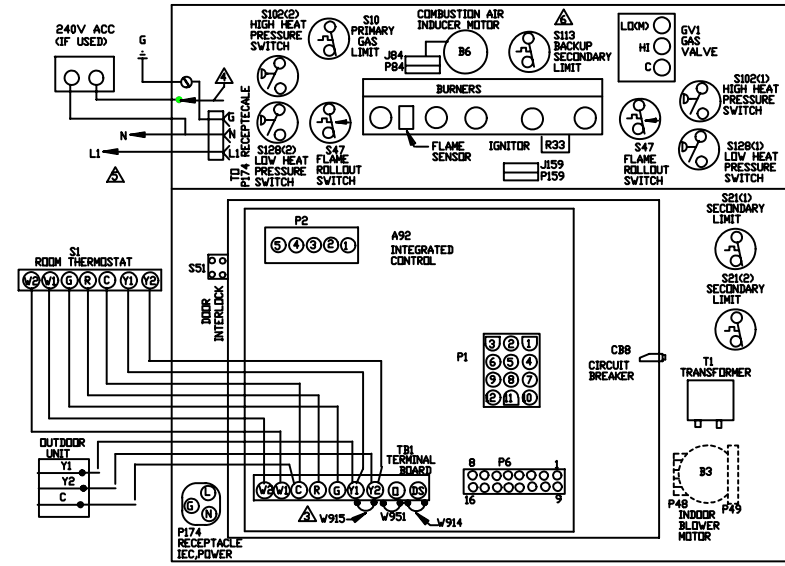 240V ACC
(IF USED)
G
4
N
L1
5
G
N
L1
TO
P174 RECEPTECALE
S102(2)
HIGH HEAT
PRESSURE
SWITCH
S10
PRIMARY
GAS
LIMIT
COMBUSTION AIR
INDUCER MOTOR
J84
P84
B6
6
S113
BACKUP
SECONDARY
LIMIT
LO(M)
HI
C
GV1
GAS
VALVE
BURNERS
S102(1)
HIGH HEAT
PRESSURE
SWITCH
S128(2)
LOW HEAT
PRESSURE
SWITCH
S47
FLAME
ROLLOUT
SWITCH
FLAME
SENSOR
IGNITOR
R33
J159
P159
S47
FLAME
ROLLOUT
SWITCH
S128(1)
LOW HEAT
PRESSURE
SWITCH
S21(1)
SECONDARY
LIMIT
S21(2)
SECONDARY
LIMIT
P2
5 4 3 2 1
A92
INTEGRATED
CONTROL
S51
DOOR
INTERLOCK
S1
ROOM THERMOSTAT
W2 W1 G R C Y1 Y2
P1
3 2 1
6 5 4
9 8 7
12 11 10
CB8
CIRCUIT
BREAKER
T1
TRANSFORMER
OUTDOOR
UNIT
Y1
Y2
C
TB1
TERMINAL
BOARD
W2 W1 C R G Y1 Y2 O DS
3
W915
W951
W914
8 P6 1
16 9
L
G
N
P174
RECEPTACLE
IEC,POWER
B3
P48
P49
INDOOR
BLOWER
MOTOR